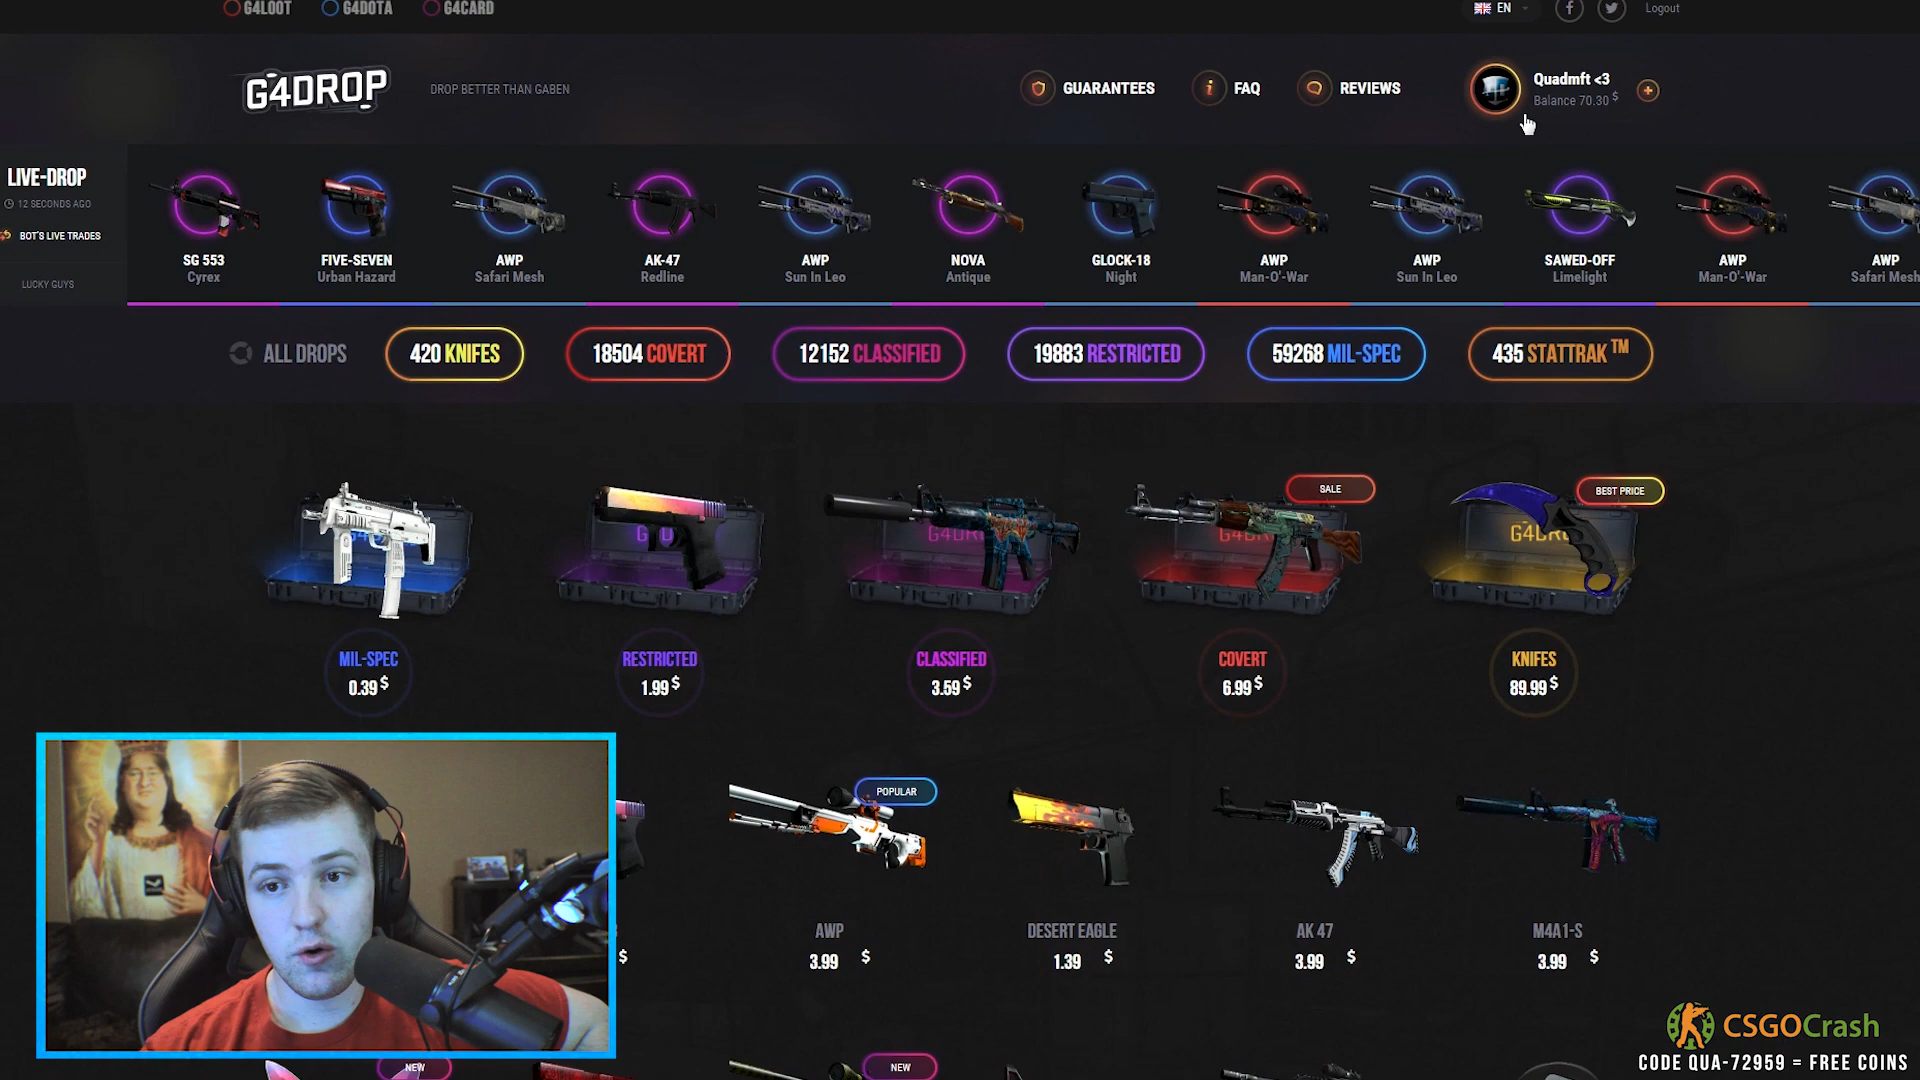 G4LOOT G4DOTA G4CARD EN Logout
G4DROP DROP BETTER THAN GABEN GUARANTEES FAQ REVIEWS Quadmft <3
Balance 70.30 $
LIVE-DROP
12 SECONDS AGO
BOT'S LIVE TRADES
LUCKY GUYS
SG 553 FIVE-SEVEN AWP AK-47 AWP NOVA GLOCK-18 AWP AWP SAWED-OFF AWP AWP
Cyrex Urban Hazard Safari Mesh Redline Sun In Leo Antique Night Man-O'-War Sun In Leo Limelight Man-O'-War Safari Mesh
ALL DROPS 420 KNIFES 18504 COVERT 12152 CLASSIFIED 19883 RESTRICTED 59268 MIL-SPEC 435 STATTRAK TM
SALE BEST PRICE
MIL-SPEC RESTRICTED CLASSIFIED COVERT KNIFES
0.39 $ 1.99 $ 3.59 $ 6.99 $ 89.99 $
POPULAR
AWP DESERT EAGLE AK 47 M4A1-S
$ 3.99 $ 1.39 $ 3.99 $ 3.99 $
CSGOCrash
CODE QUA-72959 = FREE COINS
NEW NEW